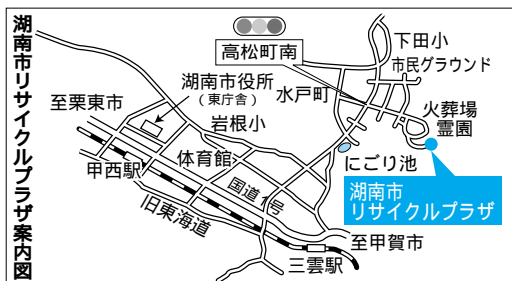 湖南市リサイクルプラザ案内図
高松町南
下田小
市民グラウンド
湖南市役所
（東庁舎）
水戸町
至栗東市
火葬場
霊園
岩根小
体育館
にごり池
甲西駅
国道1号
湖南市
リサイクルプラザ
旧東海道
至甲賀市
三雲駅